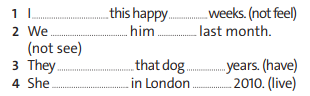 1 I ............ this happy ............ weeks. (not feel)
2 We ............ him ............ last month.
(not see)
3 They ............ that dog ............ years. (have)
4 She ............ in London ............ 2010. (live)